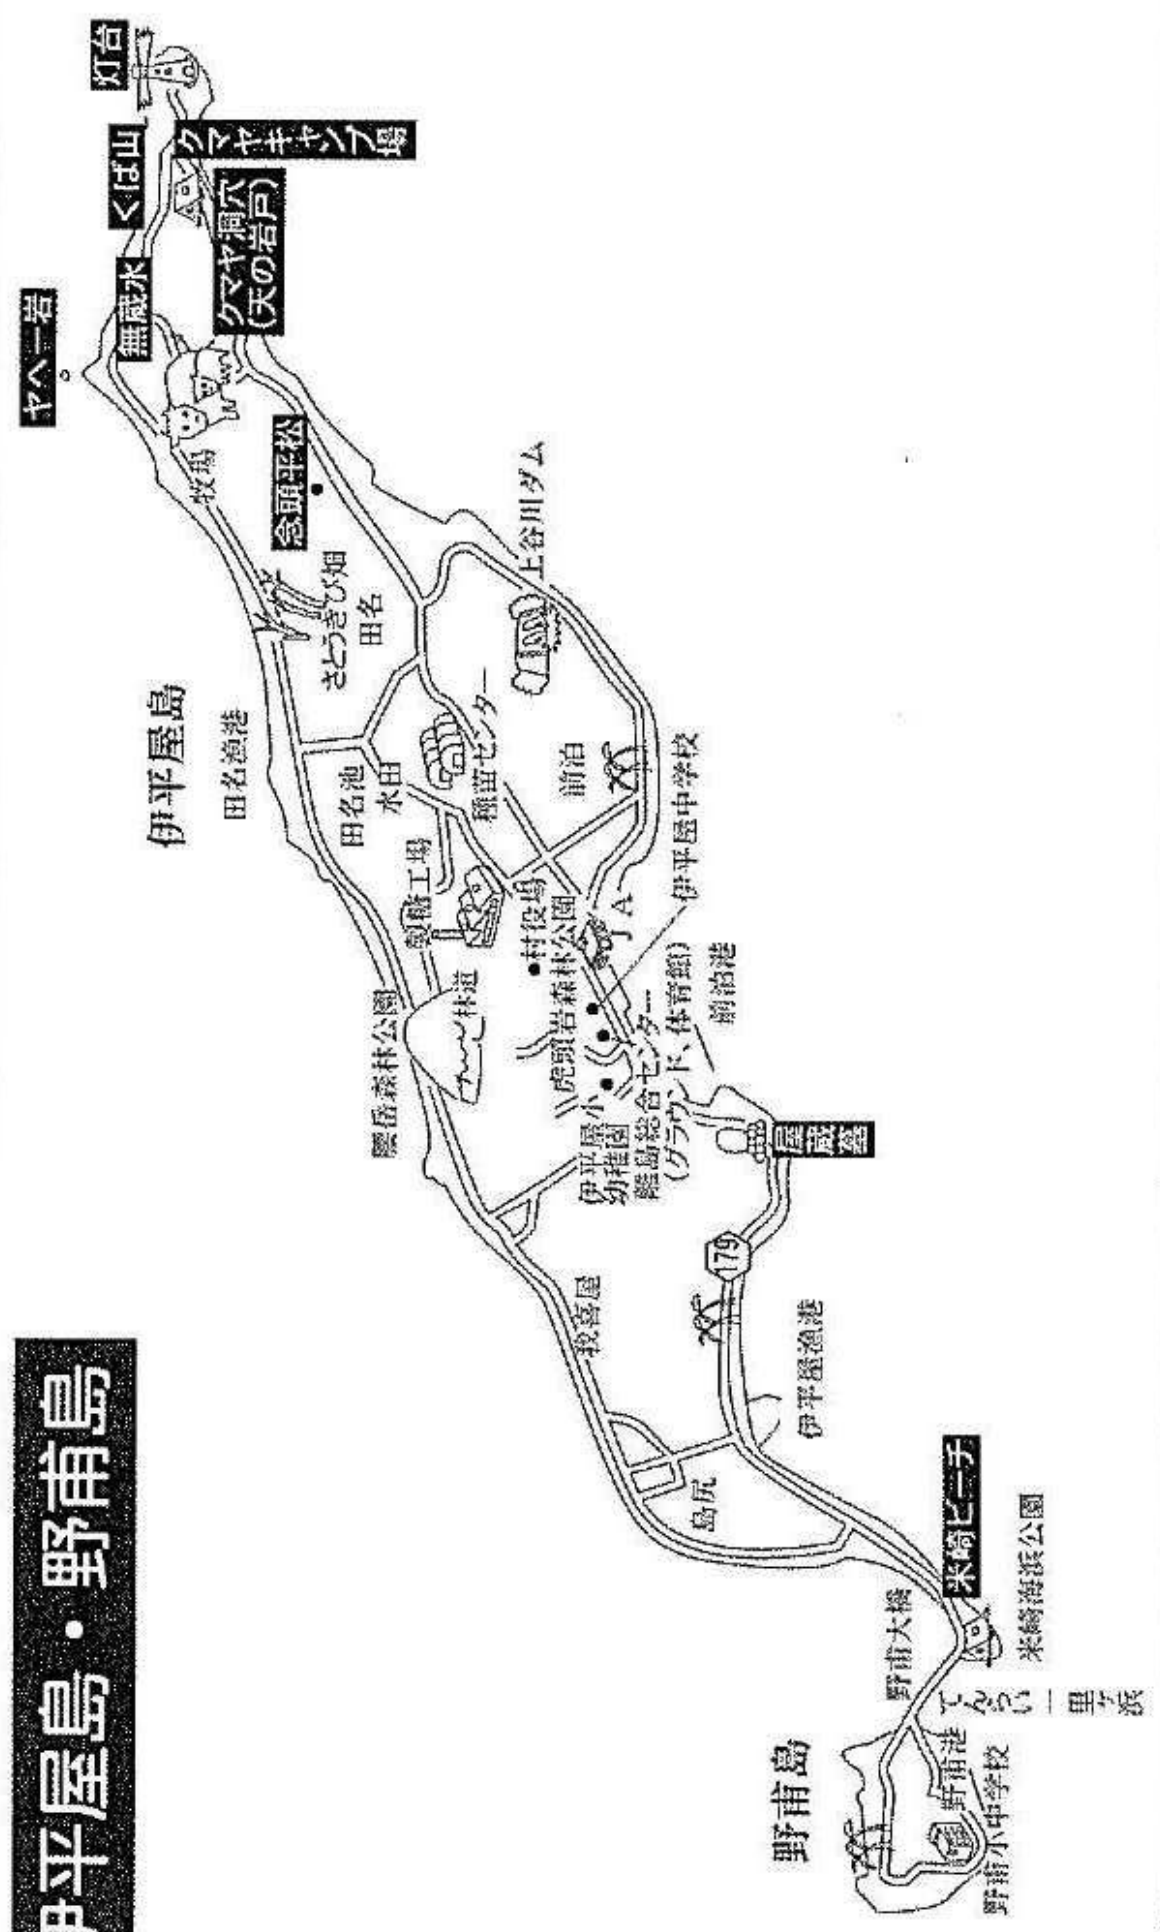 伊平屋島・野甫島
灯台
くば山
クマヤキャンプ場
クマヤ洞穴
(天の岩戸)
無蔵水
ヤヘー岩
念頭平松
牧場
さとうきび畑
田名
上谷川ダム
伊平屋島
田名漁港
田名池
水田
種苗センター
前泊
伊平屋中学校
製糖工場
村役場
虎頭岩森林公園
JA
腰岳森林公園
林道
伊平屋小
幼稚園
離島総合センター
(グラウンド、体育館)
前泊港
屋蔵墓
179
我喜屋
伊平屋漁港
島尻
米崎ビーチ
米崎海浜公園
野甫大橋
てんらい一里ヶ浜
野甫島
野甫港
野甫小中学校